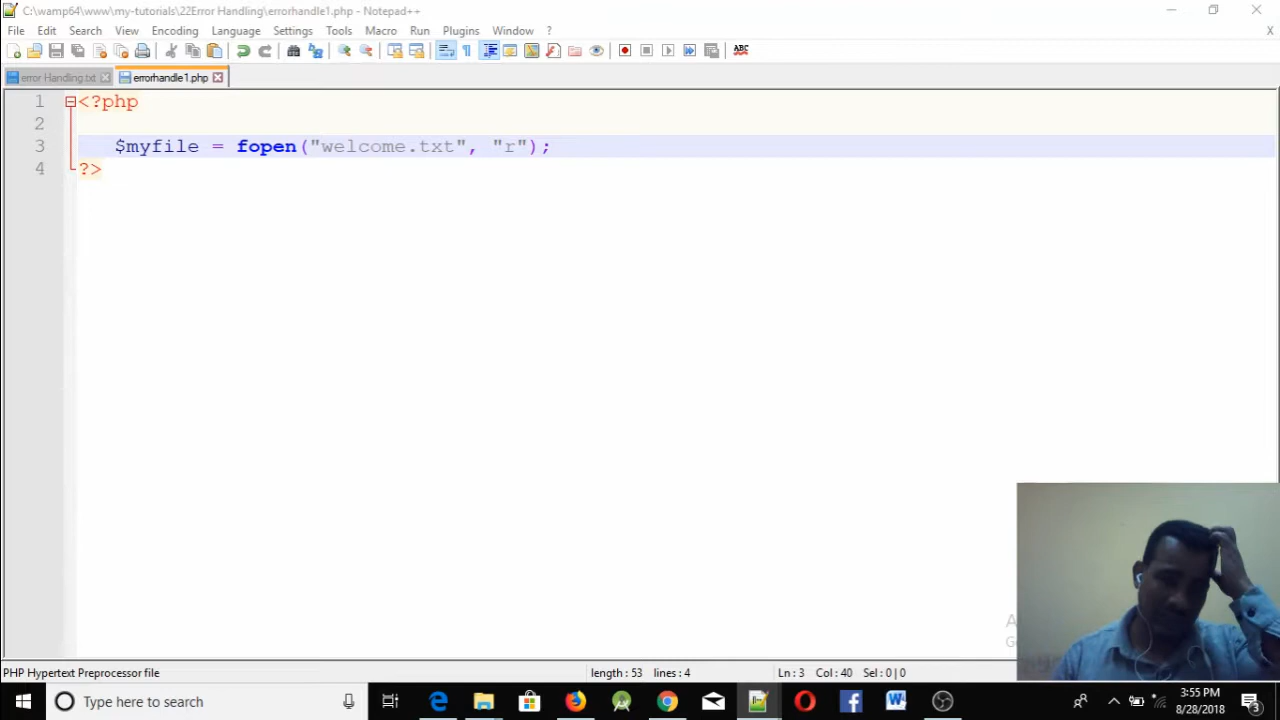 C:\wamp64\www\my-tutorials\22Error Handling\errorhandle1.php - Notepad++
File Edit Search View Encoding Language Settings Tools Macro Run Plugins Window ? X
ABC
error Handling.txt errorhandle1.php
1 <?php
2
3 $myfile = fopen("welcome.txt", "r");
4 ?>
PHP Hypertext Preprocessor file length : 53 lines : 4 Ln : 3 Col : 40 Sel : 0 | 0
Type here to search
3:55 PM
8/28/2018
3